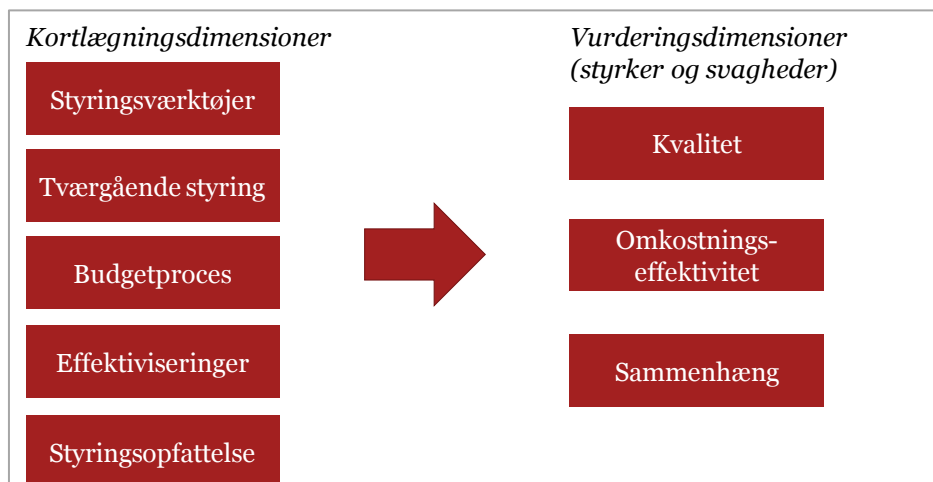 Kortlægningsdimensioner
Styringsværktøjer
Tværgående styring
Budgetproces
Effektiviseringer
Styringsopfattelse
Vurderingsdimensioner
(styrker og svagheder)
Kvalitet
Omkostnings-
effektivitet
Sammenhæng